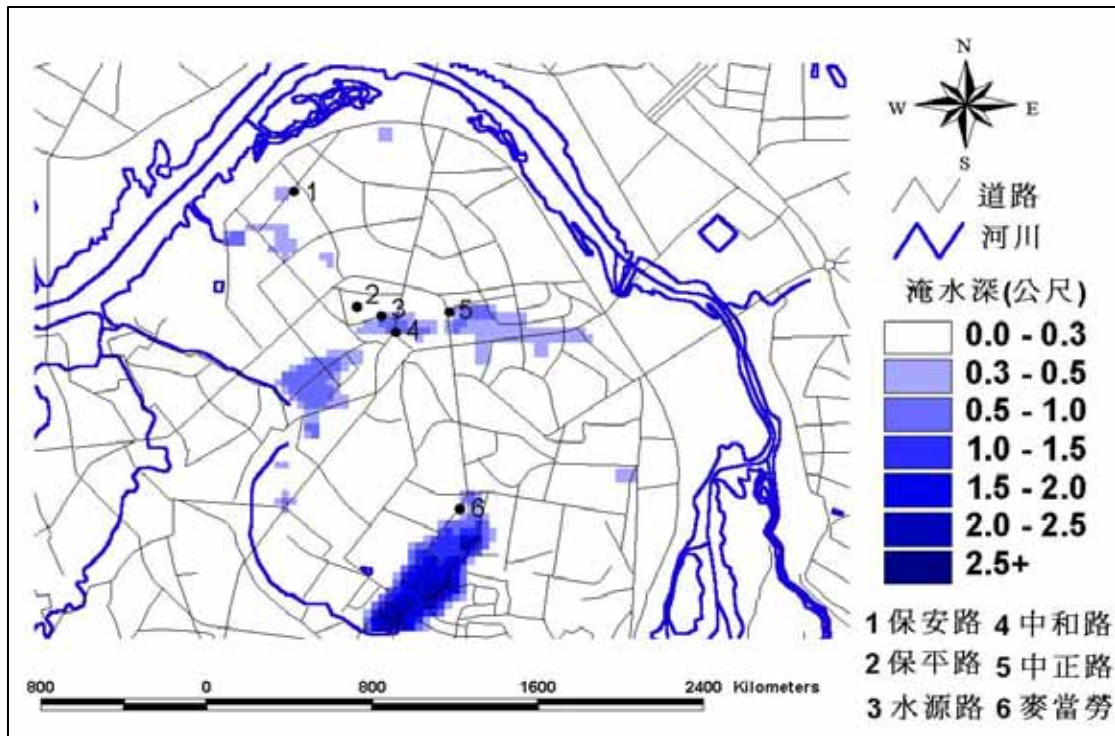 N
W E
S
道路
河川
淹水深(公尺)
0.0 - 0.3
0.3 - 0.5
0.5 - 1.0
1.0 - 1.5
1.5 - 2.0
2.0 - 2.5
2.5+
1
2
3
4
5
6
1 保安路 4 中和路
2 保平路 5 中正路
3 水源路 6 麥當勞
800 0 800 1600 2400 Kilometers